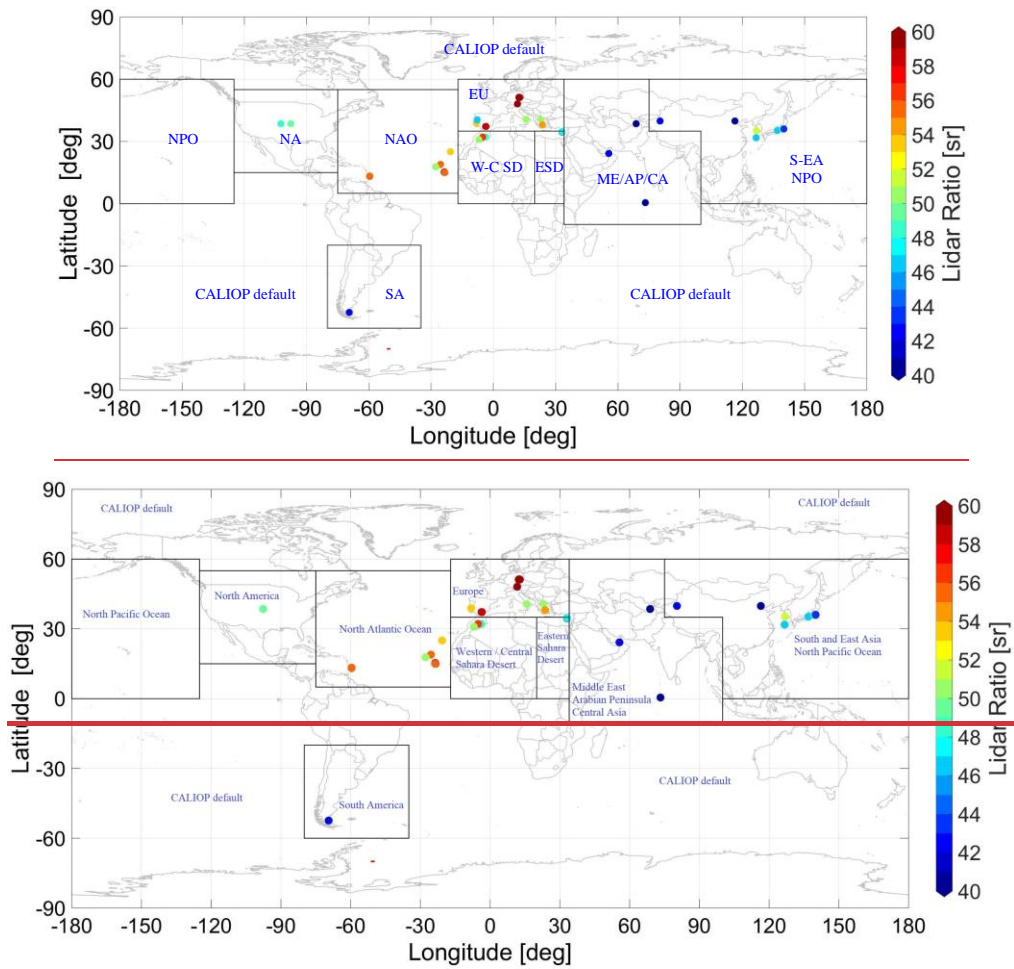 90
60
30
0
-30
-60
-90
Latitude [deg]
CALIOP default
EU
NPO
NA
NAO
W-C SD
ESD
ME/AP/CA
S-EA
NPO
CALIOP default
SA
CALIOP default
-180 -150 -120 -90 -60 -30 0 30 60 90 120 150 180
Longitude [deg]
60
58
56
54
52
50
48
46
44
42
40
Lidar Ratio [sr]
90
60
30
0
-30
-60
-90
Latitude [deg]
CALIOP default
CALIOP default
North America
Europe
North Pacific Ocean
North Atlantic Ocean
Western / Central
Sahara Desert
Eastern
Sahara
Desert
Middle East
Arabian Peninsula
Central Asia
South and East Asia
North Pacific Ocean
CALIOP default
South America
CALIOP default
-180 -150 -120 -90 -60 -30 0 30 60 90 120 150 180
Longitude [deg]
60
58
56
54
52
50
48
46
44
42
40
Lidar Ratio [sr]